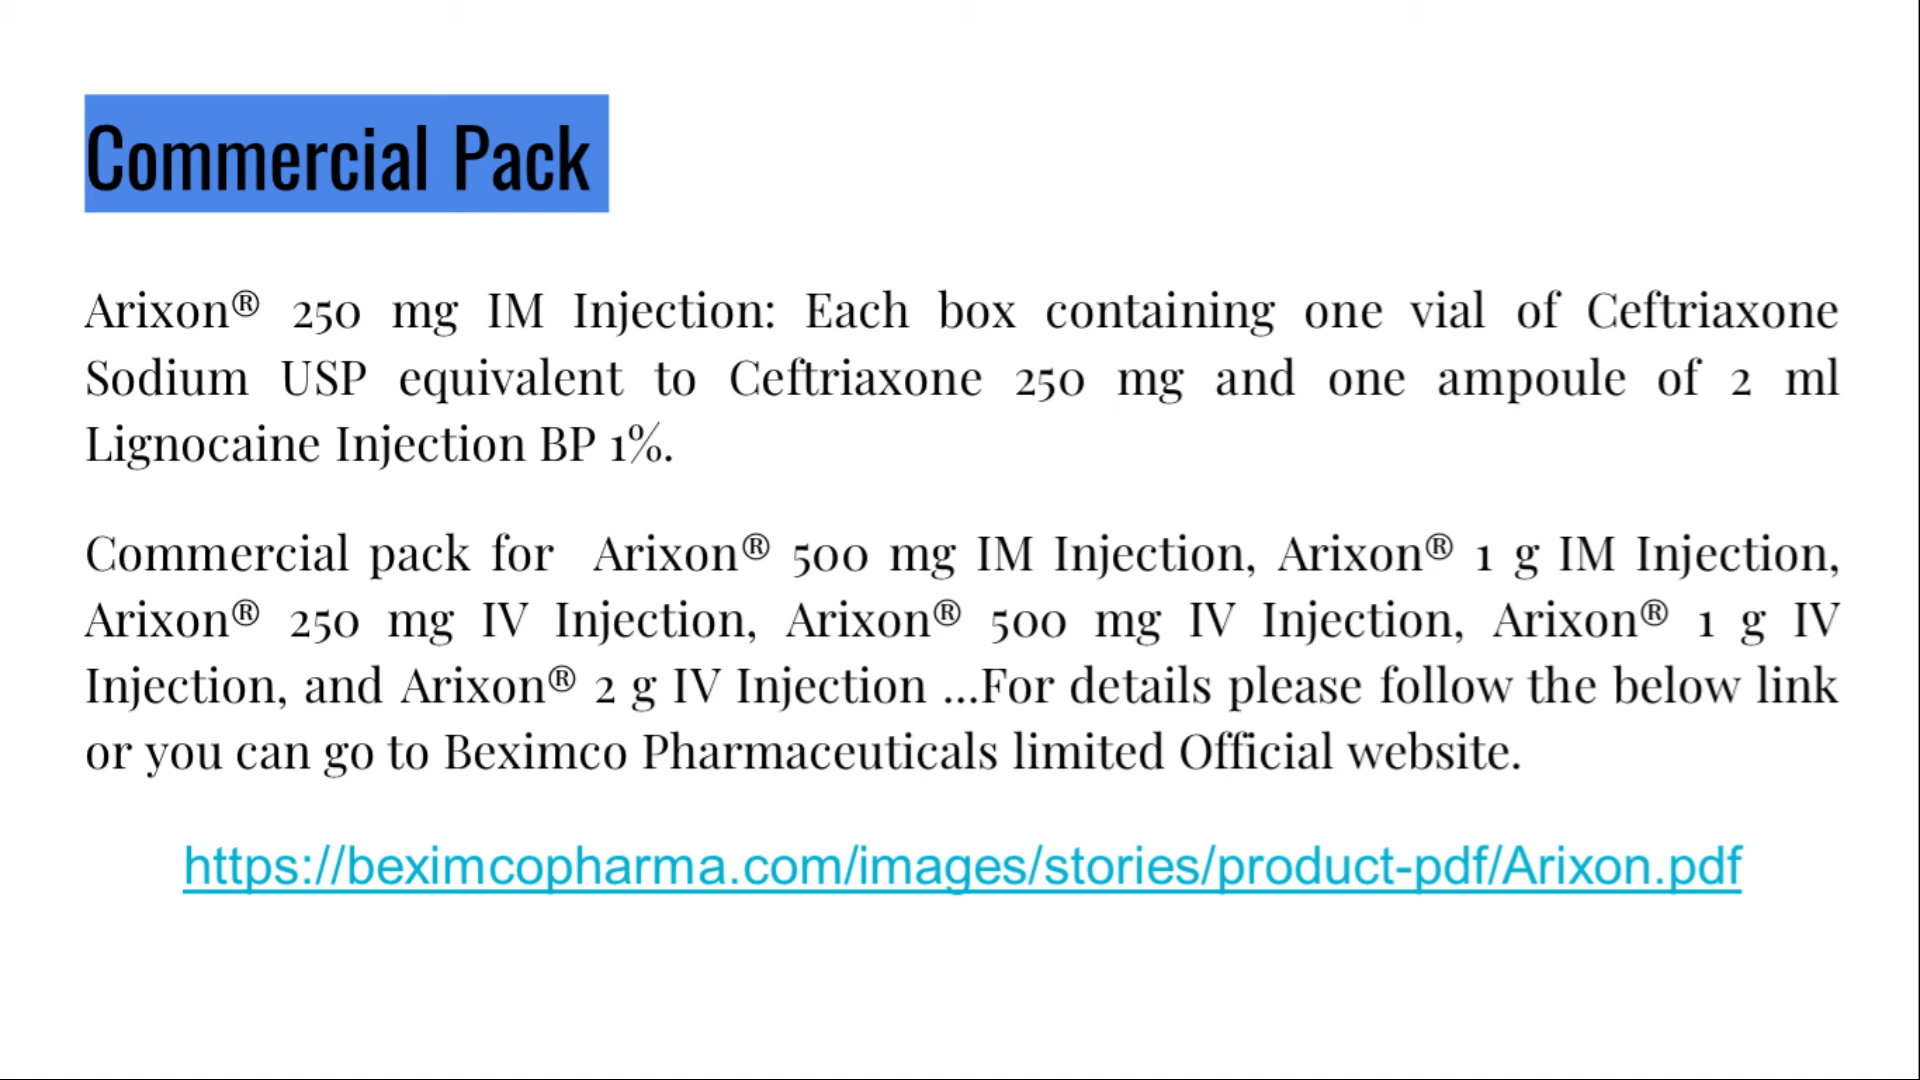 Commercial Pack
Arixon® 250 mg IM Injection: Each box containing one vial of Ceftriaxone
Sodium USP equivalent to Ceftriaxone 250 mg and one ampoule of 2 ml
Lignocaine Injection BP 1%.
Commercial pack for Arixon® 500 mg IM Injection, Arixon® 1 g IM Injection,
Arixon® 250 mg IV Injection, Arixon® 500 mg IV Injection, Arixon® 1 g IV
Injection, and Arixon® 2 g IV Injection ...For details please follow the below link
or you can go to Beximco Pharmaceuticals limited Official website.
https://beximcopharma.com/images/stories/product-pdf/Arixon.pdf